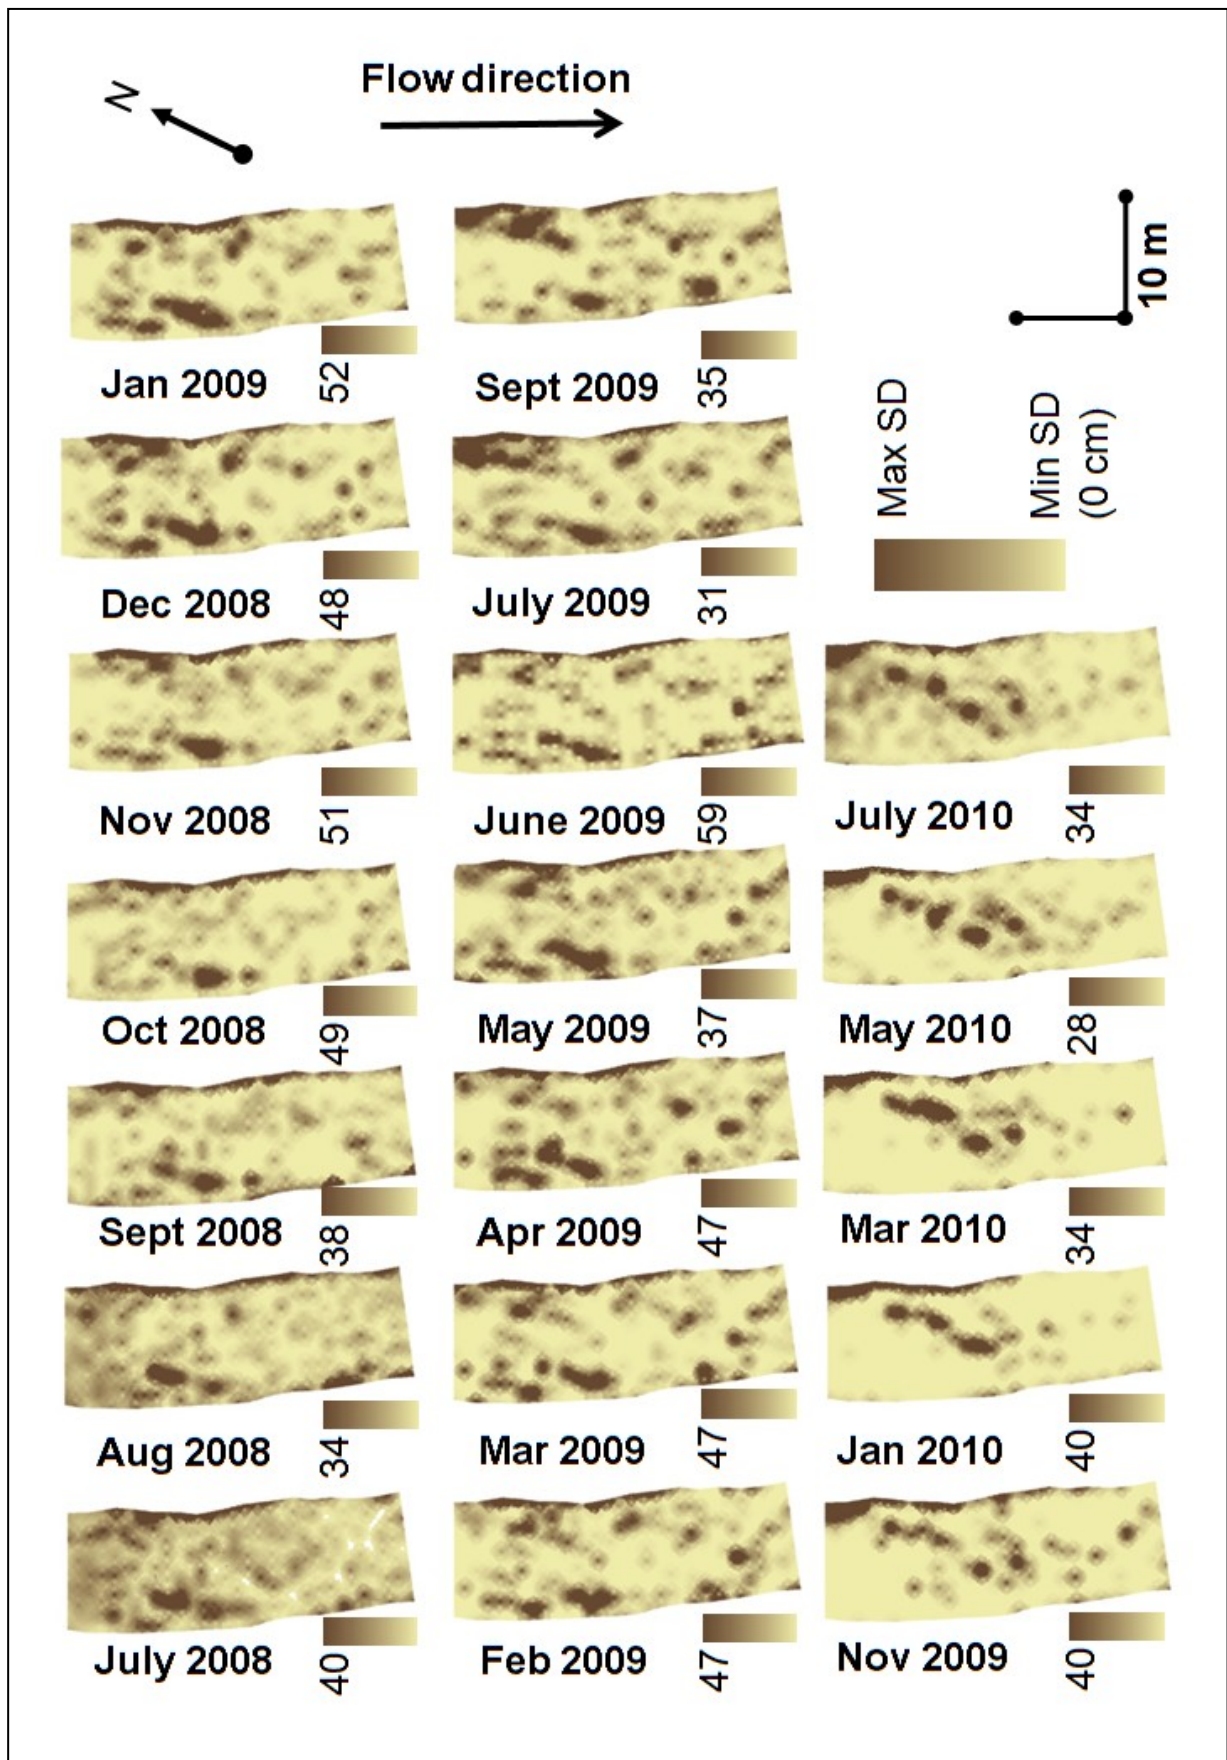 N
Flow direction
10 m
Jan 2009
52
Sept 2009
35
Max SD
Min SD
(0 cm)
Dec 2008
48
July 2009
31
Nov 2008
51
June 2009
59
July 2010
34
Oct 2008
49
May 2009
37
May 2010
28
Sept 2008
38
Apr 2009
47
Mar 2010
34
Aug 2008
34
Mar 2009
47
Jan 2010
40
July 2008
40
Feb 2009
47
Nov 2009
40